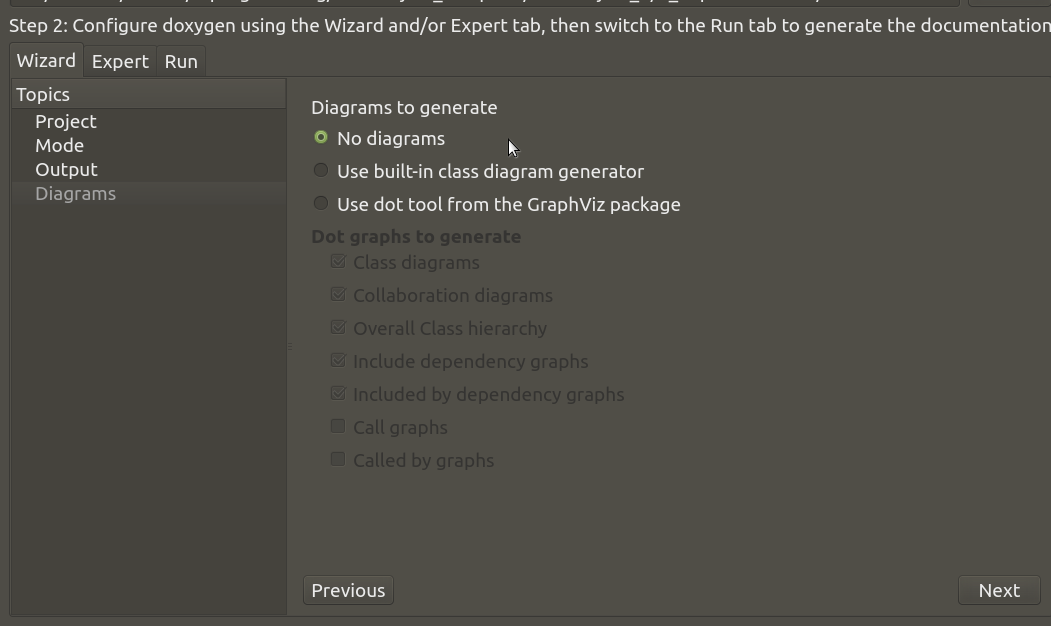 Step 2: Configure doxygen using the Wizard and/or Expert tab, then switch to the Run tab to generate the documentation
Wizard Expert Run
Topics
Project
Mode
Output
Diagrams
Diagrams to generate
No diagrams
Use built-in class diagram generator
Use dot tool from the GraphViz package
Dot graphs to generate
Class diagrams
Collaboration diagrams
Overall Class hierarchy
Include dependency graphs
Included by dependency graphs
Call graphs
Called by graphs
Previous Next